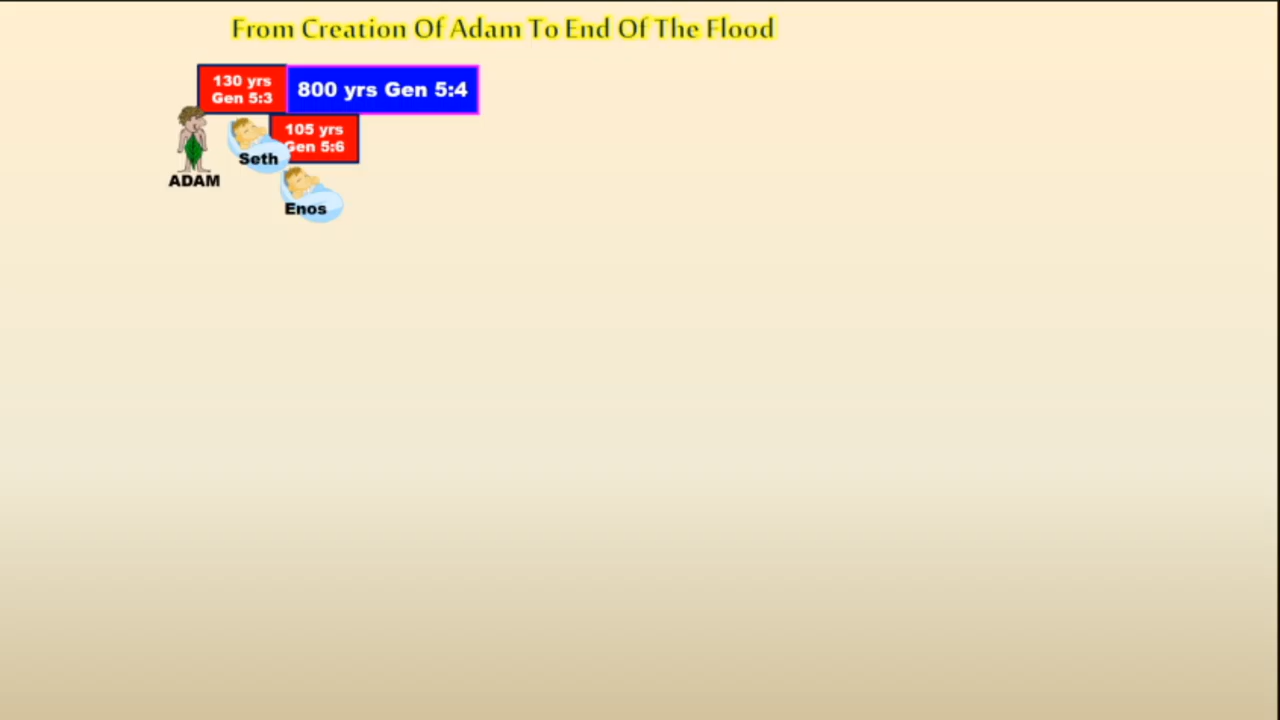 From Creation Of Adam To End Of The Flood
130 yrs
Gen 5:3
800 yrs Gen 5:4
105 yrs
Gen 5:6
Seth
ADAM
Enos